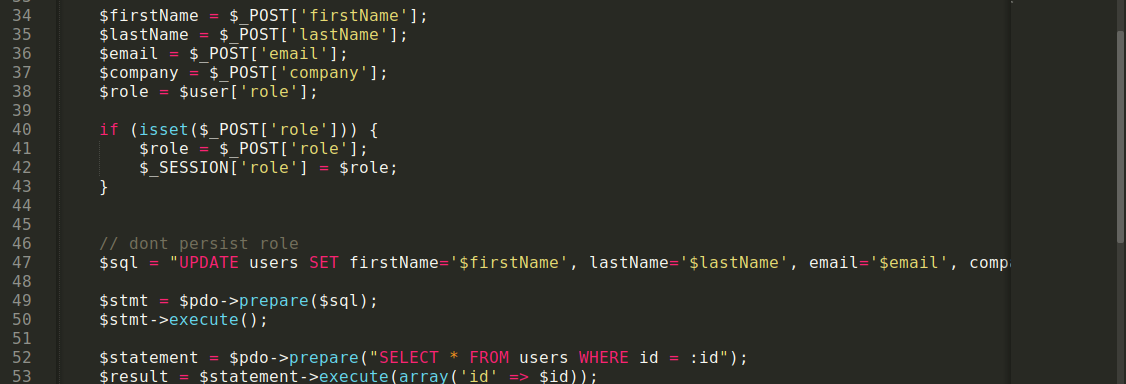 34 $firstName = $_POST['firstName'];
35 $lastName = $_POST['lastName'];
36 $email = $_POST['email'];
37 $company = $_POST['company'];
38 $role = $user['role'];
39
40 if (isset($_POST['role'])) {
41 $role = $_POST['role'];
42 $_SESSION['role'] = $role;
43 }
44
45
46 // dont persist role
47 $sql = "UPDATE users SET firstName='$firstName', lastName='$lastName', email='$email', comp
48
49 $stmt = $pdo->prepare($sql);
50 $stmt->execute();
51
52 $statement = $pdo->prepare("SELECT * FROM users WHERE id = :id");
53 $result = $statement->execute(array('id' => $id));